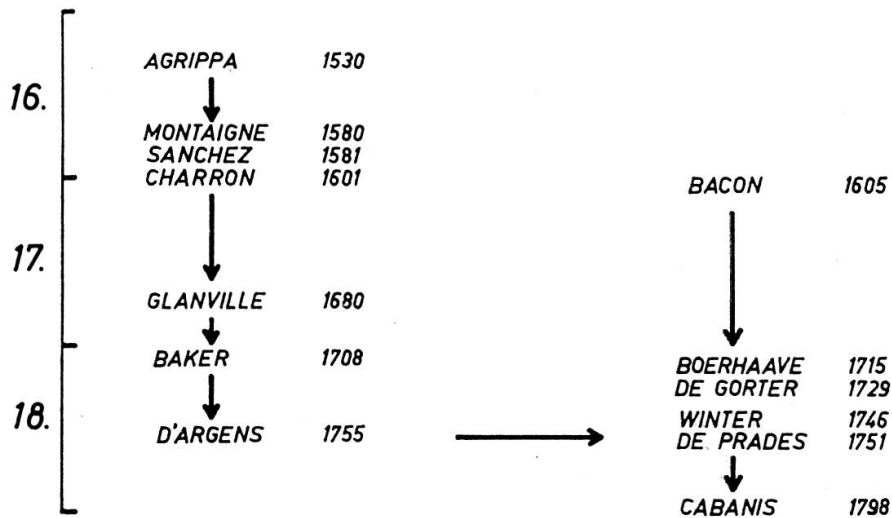 16.
17.
18.
AGRIPPA 1530
MONTAIGNE 1580
SANCHEZ 1581
CHARRON 1601
GLANVILLE 1680
BAKER 1708
D'ARGENS 1755
BACON 1605
BOERHAAVE 1715
DE GORTER 1729
WINTER 1746
DE PRADES 1751
CABANIS 1798